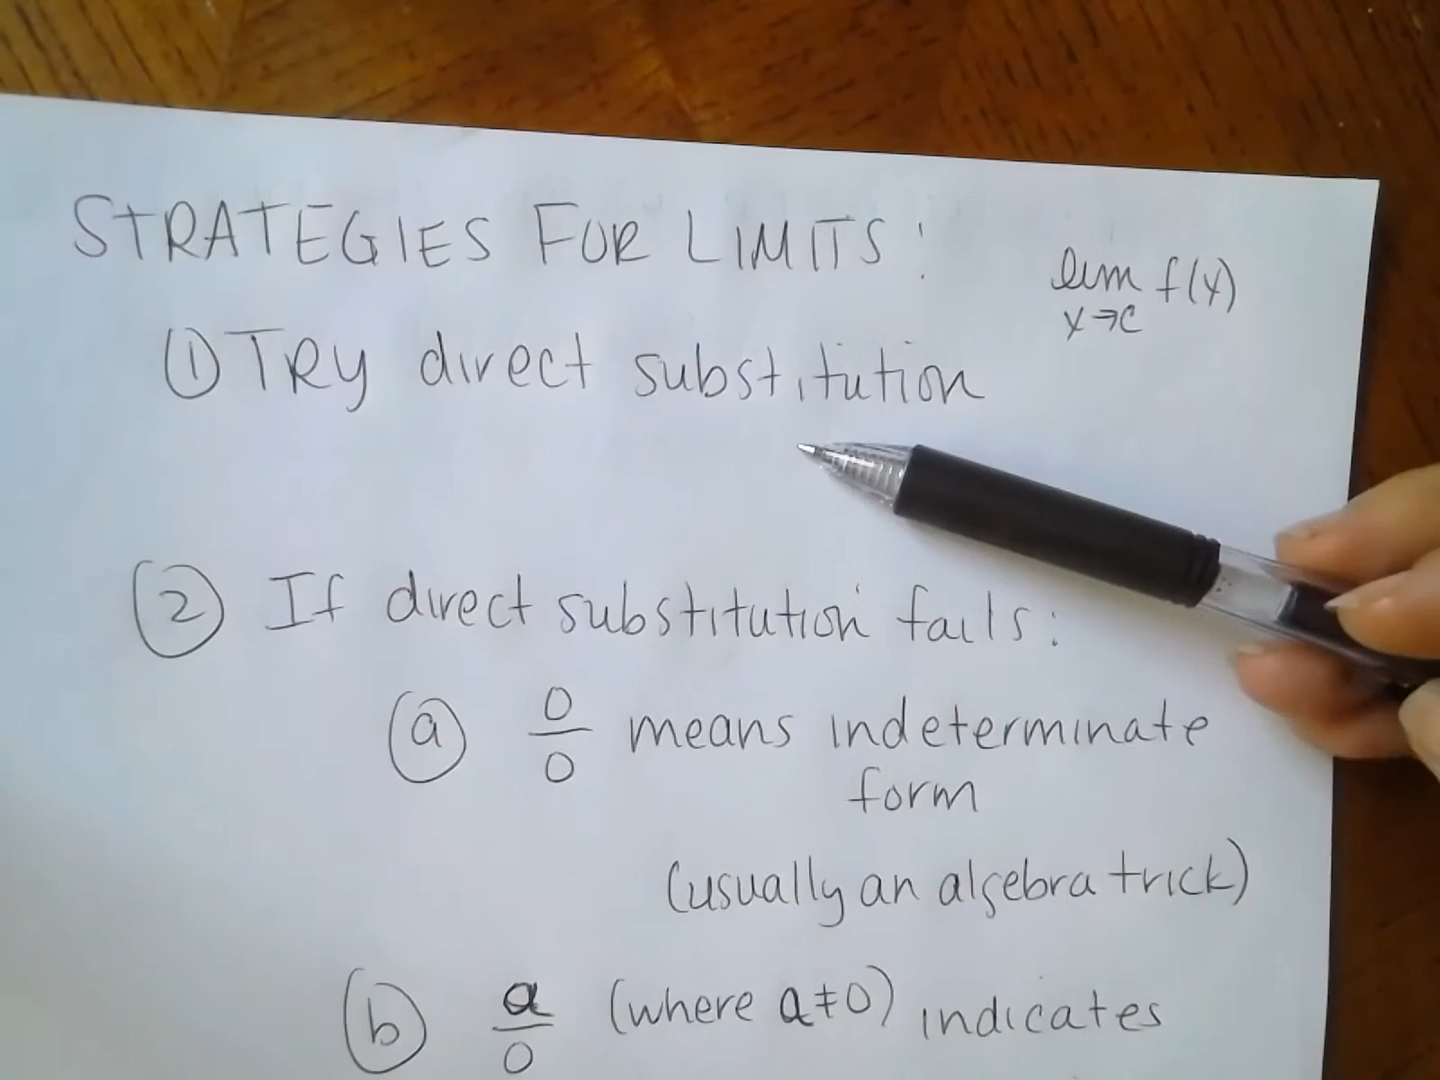 STRATEGIES FOR LIMITS:
lim f(x)
x→c
① TRY direct substitution
② If direct substitution fails:
ⓐ 0/0 means indeterminate
form
(usually an algebra trick)
ⓑ a/0 (where a≠0) indicates